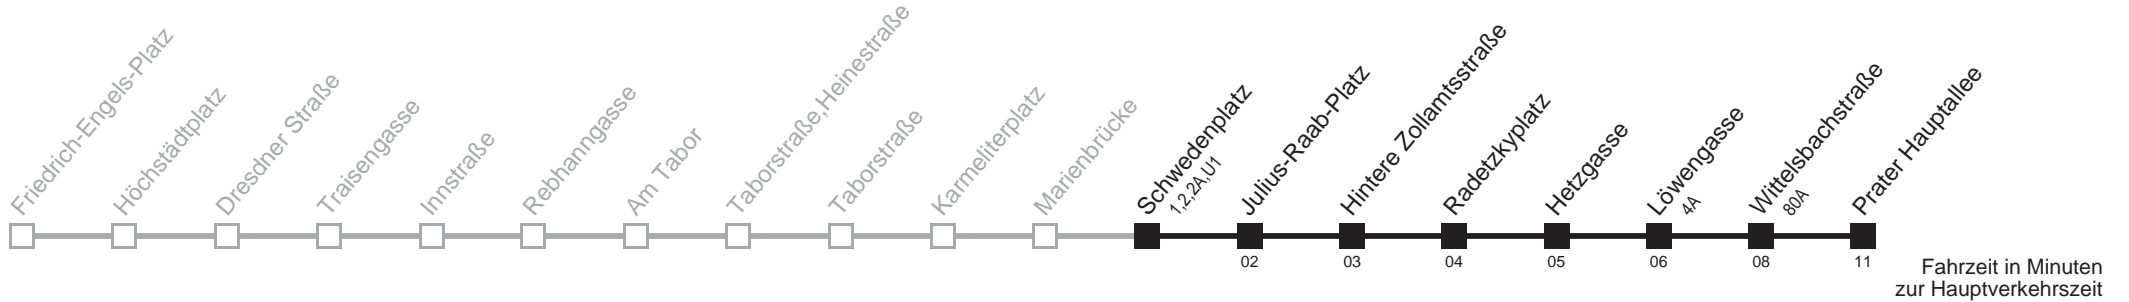 Friedrich-Engels-Platz
Höchstädtplatz
Dresdner Straße
Traisengasse
Innstraße
Rebhanngasse
Am Tabor
Taborstraße,Heinestraße
Taborstraße
Karmeliterplatz
Marienbrücke
Schwedenplatz
1,2,2A,U1
Julius-Raab-Platz
Hintere Zollamtsstraße
Radetzkyplatz
Hetzgasse
Löwengasse
4A
Wittelsbachstraße
80A
Prater Hauptallee
02
03
04
05
06
08
11
Fahrzeit in Minuten
zur Hauptverkehrszeit